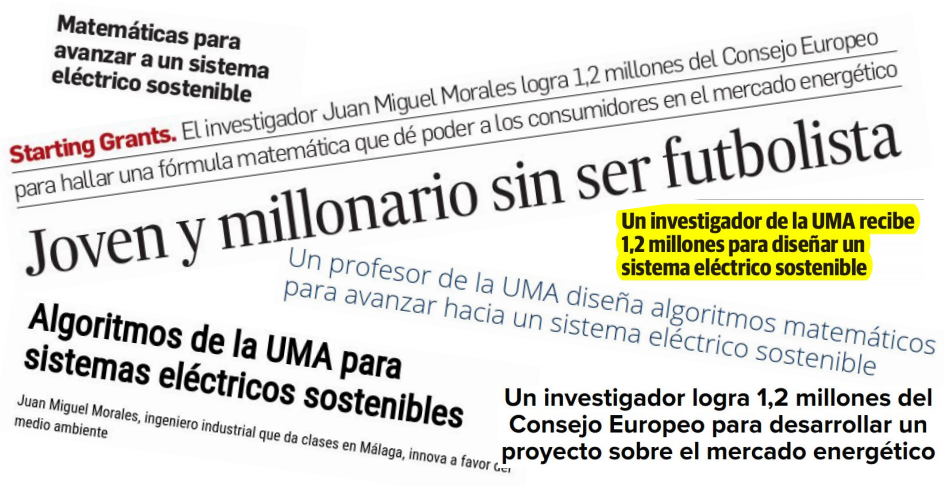 Matemáticas para
avanzar a un sistema
eléctrico sostenible
Starting Grants. El investigador Juan Miguel Morales logra 1,2 millones del Consejo Europeo
para hallar una fórmula matemática que dé poder a los consumidores en el mercado energético
Joven y millonario sin ser futbolista
Un investigador de la UMA recibe
1,2 millones para diseñar un
sistema eléctrico sostenible
Un profesor de la UMA diseña algoritmos matemáticos
para avanzar hacia un sistema eléctrico sostenible
Algoritmos de la UMA para
sistemas eléctricos sostenibles
Juan Miguel Morales, ingeniero industrial que da clases en Málaga, innova a favor del
medio ambiente
Un investigador logra 1,2 millones del
Consejo Europeo para desarrollar un
proyecto sobre el mercado energético